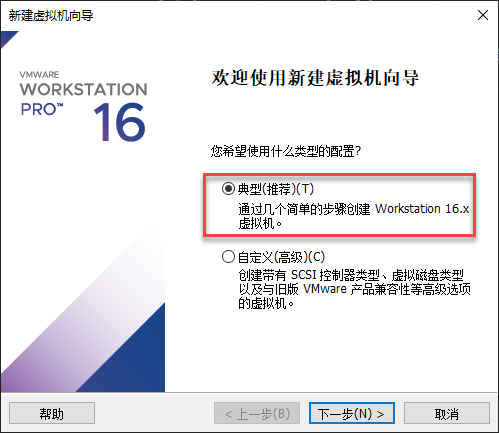 新建虚拟机向导
VMWARE
WORKSTATION
PRO™ 16
欢迎使用新建虚拟机向导
您希望使用什么类型的配置?
典型(推荐)(T)
通过几个简单的步骤创建 Workstation 16.x
虚拟机。
自定义(高级)(C)
创建带有 SCSI 控制器类型、虚拟磁盘类型
以及与旧版 VMware 产品兼容性等高级选项
的虚拟机。
帮助
< 上一步(B)
下一步(N) >
取消